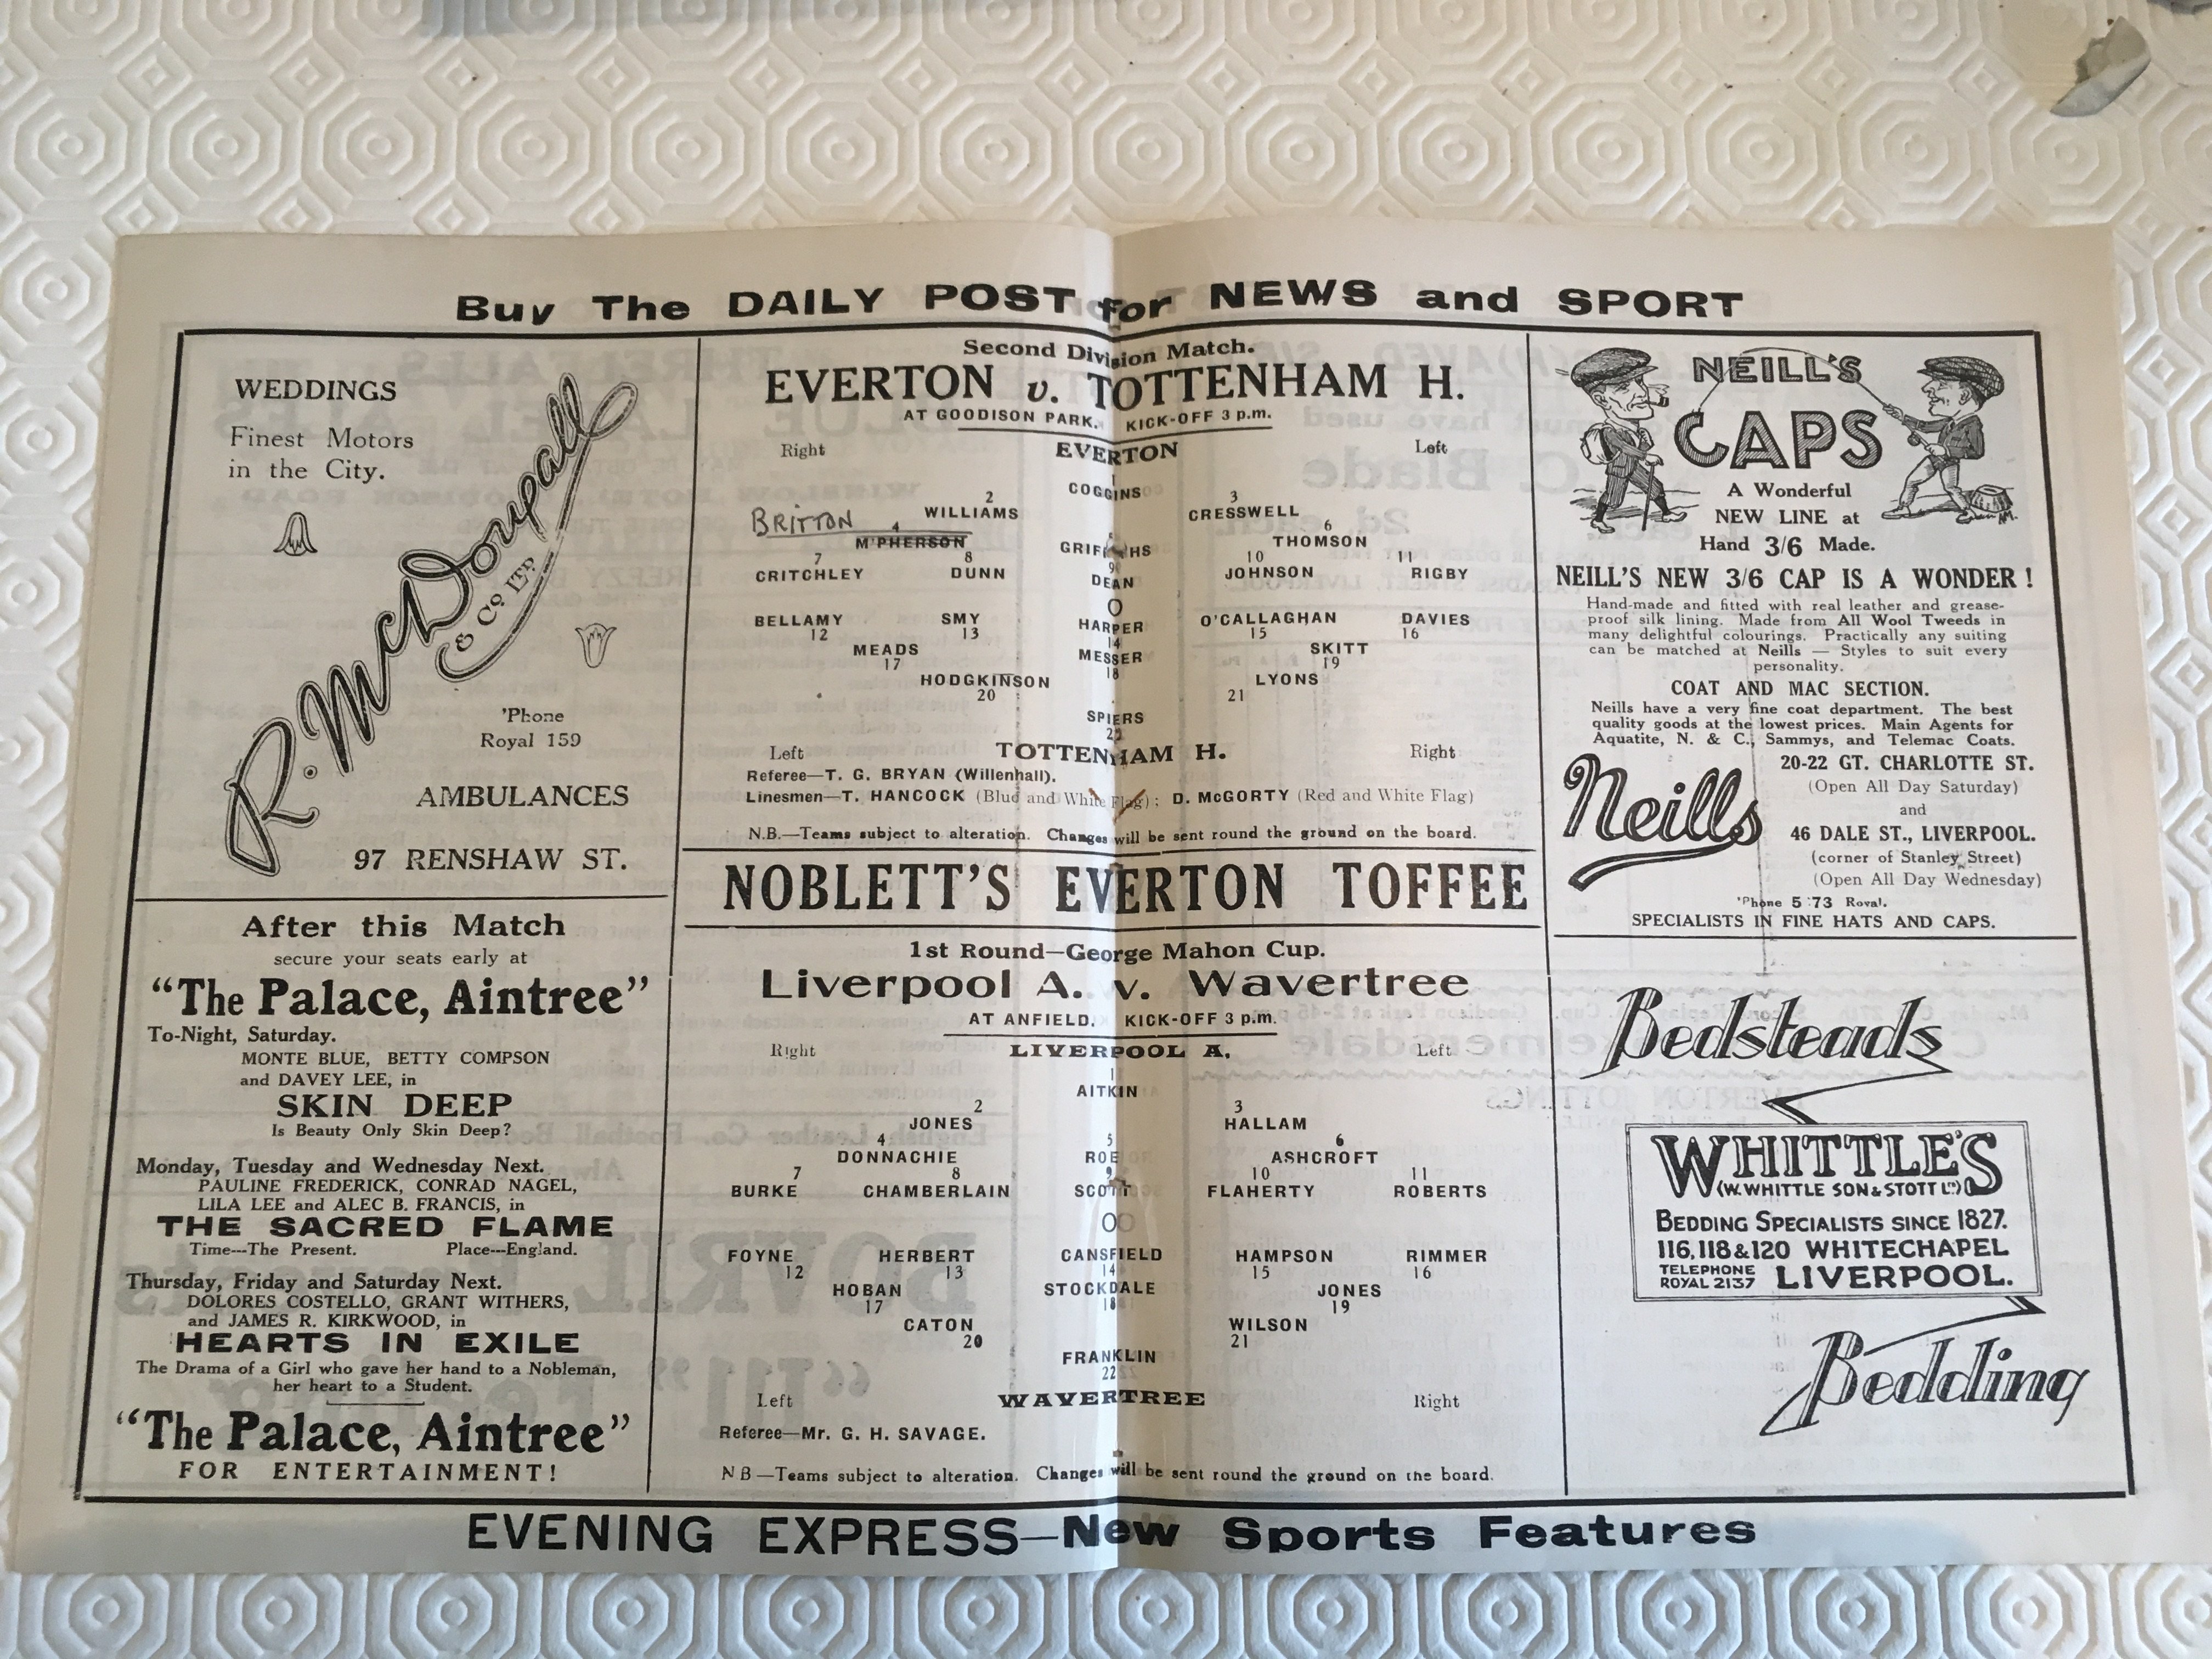 Buy The DAILY POST for NEWS and SPORT
WEDDINGS
Finest Motors
in the City.
R. McDougall
& Co LTD
'Phone
Royal 159
AMBULANCES
97 RENSHAW ST.
After this Match
secure your seats early at
"The Palace, Aintree"
To-Night, Saturday.
MONTE BLUE, BETTY COMPSON
and DAVEY LEE, in
SKIN DEEP
Is Beauty Only Skin Deep?
Monday, Tuesday and Wednesday Next.
PAULINE FREDERICK, CONRAD NAGEL,
LILA LEE and ALEC B. FRANCIS, in
THE SACRED FLAME
Time---The Present. Place---England.
Thursday, Friday and Saturday Next.
DOLORES COSTELLO, GRANT WITHERS,
and JAMES R. KIRKWOOD, in
HEARTS IN EXILE
The Drama of a Girl who gave her hand to a Nobleman,
her heart to a Student.
"The Palace, Aintree"
FOR ENTERTAINMENT!
Second Division Match.
EVERTON v. TOTTENHAM H.
AT GOODISON PARK. KICK-OFF 3 p.m.
Right EVERTON Left
1
COGGINS
2 3
WILLIAMS CRESSWELL
BRITTON 4 6
M'PHERSON GRIFFITHS THOMSON
7 8 9 10 11
CRITCHLEY DUNN DEAN JOHNSON RIGBY
O
BELLAMY SMY HARPER O'CALLAGHAN DAVIES
12 13 14 15 16
MEADS MESSER SKITT
17 18 19
HODGKINSON LYONS
20 21
SPIERS
22
Left TOTTENHAM H. Right
Referee—T. G. BRYAN (Willenhall).
Linesmen—T. HANCOCK (Blue and White Flag); D. McGORTY (Red and White Flag)
N.B.—Teams subject to alteration. Changes will be sent round the ground on the board.
NOBLETT'S EVERTON TOFFEE
1st Round—George Mahon Cup.
Liverpool A. v. Wavertree
AT ANFIELD. KICK-OFF 3 p.m.
Right LIVERPOOL A. Left
1
AITKIN
2 3
JONES HALLAM
4 5 6
DONNACHIE ROE ASHCROFT
7 8 9 10 11
BURKE CHAMBERLAIN SCOTT FLAHERTY ROBERTS
O
FOYNE HERBERT CANSFIELD HAMPSON RIMMER
12 13 14 15 16
HOBAN STOCKDALE JONES
17 18 19
CATON WILSON
20 21
FRANKLIN
22
Left WAVERTREE Right
Referee—Mr. G. H. SAVAGE.
N B—Teams subject to alteration. Changes will be sent round the ground on the board.
NEILL'S
CAPS
A Wonderful
NEW LINE at
Hand 3/6 Made.
NEILL'S NEW 3/6 CAP IS A WONDER!
Hand-made and fitted with real leather and grease-
proof silk lining. Made from All Wool Tweeds in
many delightful colourings. Practically any suiting
can be matched at Neills — Styles to suit every
personality.
COAT AND MAC SECTION.
Neills have a very fine coat department. The best
quality goods at the lowest prices. Main Agents for
Aquatite, N. & C., Sammys, and Telemac Coats.
Neills
20-22 GT. CHARLOTTE ST.
(Open All Day Saturday)
and
46 DALE ST., LIVERPOOL.
(corner of Stanley Street)
(Open All Day Wednesday)
'Phone 5 73 Royal.
SPECIALISTS IN FINE HATS AND CAPS.
Bedsteads
WHITTLE'S
(W. WHITTLE SON & STOTT LTD)
BEDDING SPECIALISTS SINCE 1827.
116, 118 & 120 WHITECHAPEL
TELEPHONE
ROYAL 2137 LIVERPOOL.
Bedding
EVENING EXPRESS—New Sports Features